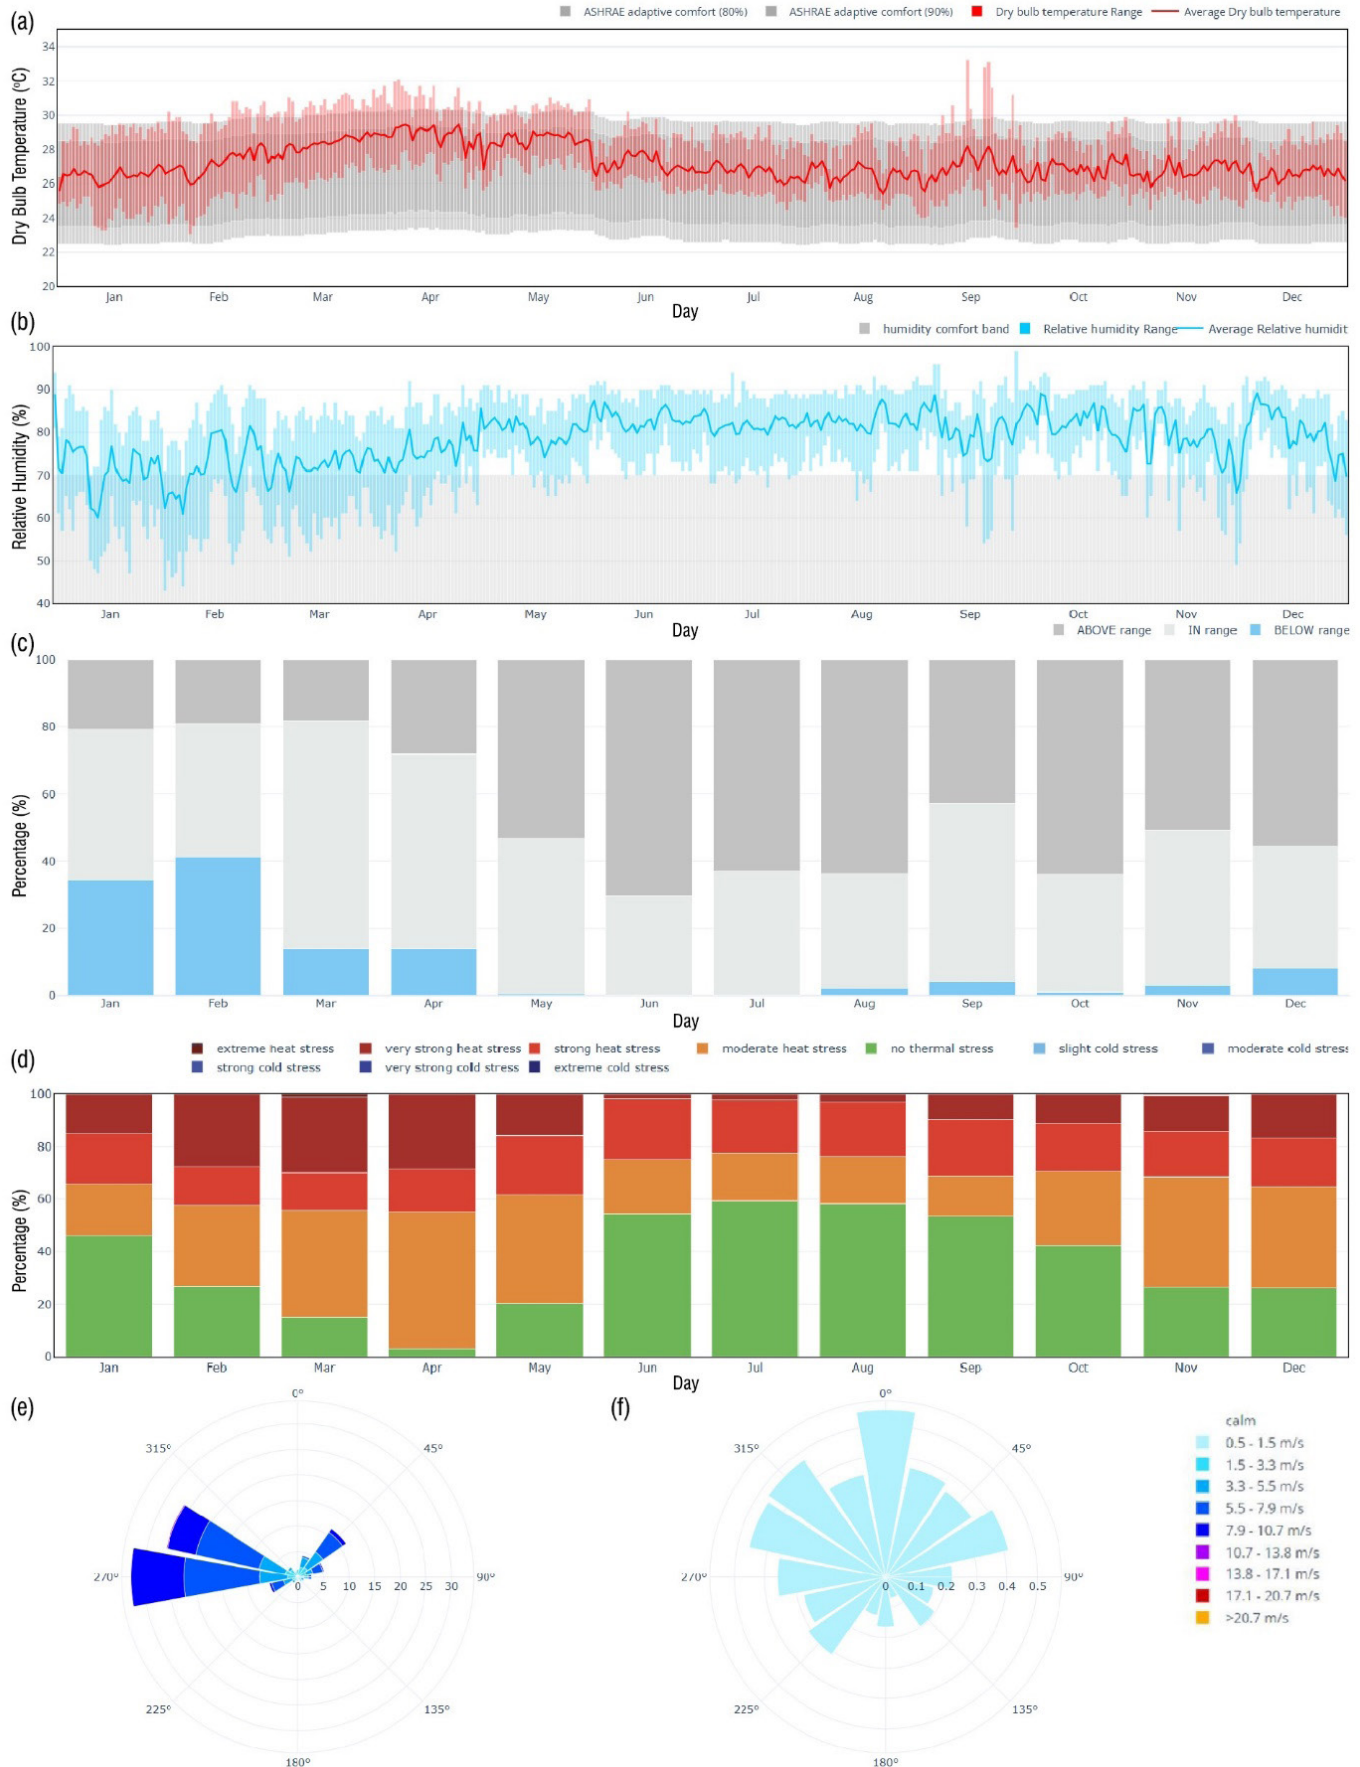 (a)
ASHRAE adaptive comfort (80%) ASHRAE adaptive comfort (90%) Dry bulb temperature Range Average Dry bulb temperature
Dry Bulb Temperature (ºC)
34
32
30
28
26
24
22
20
Jan Feb Mar Apr May Jun Jul Aug Sep Oct Nov Dec
Day
(b)
humidity comfort band Relative humidity Range Average Relative humidit
Relative Humidity (%)
100
90
80
70
60
50
40
Jan Feb Mar Apr May Jun Jul Aug Sep Oct Nov Dec
Day
(c)
ABOVE range IN range BELOW range
Percentage (%)
100
80
60
40
20
0
Jan Feb Mar Apr May Jun Jul Aug Sep Oct Nov Dec
Day
(d)
extreme heat stress very strong heat stress strong heat stress moderate heat stress no thermal stress slight cold stress moderate cold stress
strong cold stress very strong cold stress extreme cold stress
Percentage (%)
100
80
60
40
20
0
Jan Feb Mar Apr May Jun Jul Aug Sep Oct Nov Dec
Day
(e)
0°
315° 45°
270° 0 5 10 15 20 25 30 90°
225° 135°
180°
(f)
0°
315° 45°
270° 0 0.1 0.2 0.3 0.4 0.5 90°
225° 135°
180°
calm
0.5 - 1.5 m/s
1.5 - 3.3 m/s
3.3 - 5.5 m/s
5.5 - 7.9 m/s
7.9 - 10.7 m/s
10.7 - 13.8 m/s
13.8 - 17.1 m/s
17.1 - 20.7 m/s
>20.7 m/s